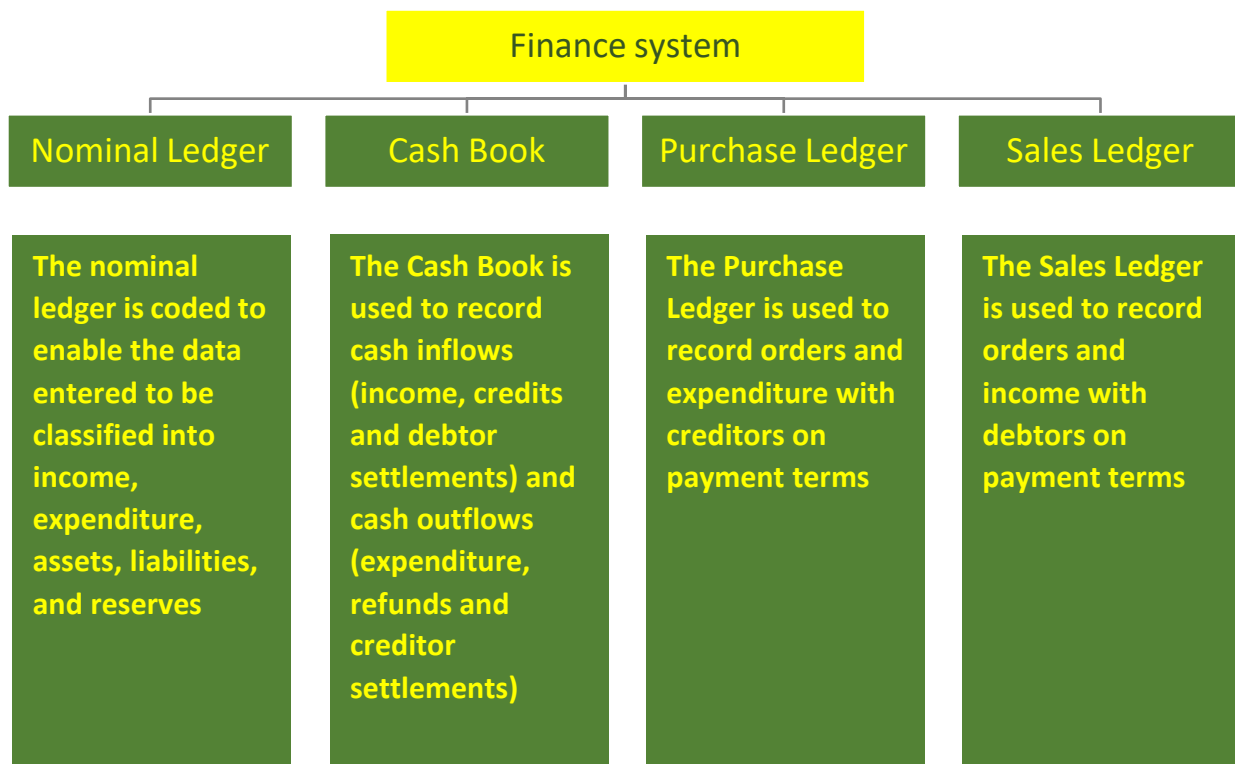 Finance system
Nominal Ledger
Cash Book
Purchase Ledger
Sales Ledger
The nominal
ledger is coded to
enable the data
entered to be
classified into
income,
expenditure,
assets, liabilities,
and reserves
The Cash Book is
used to record
cash inflows
(income, credits
and debtor
settlements) and
cash outflows
(expenditure,
refunds and
creditor
settlements)
The Purchase
Ledger is used to
record orders and
expenditure with
creditors on
payment terms
The Sales Ledger
is used to record
orders and
income with
debtors on
payment terms